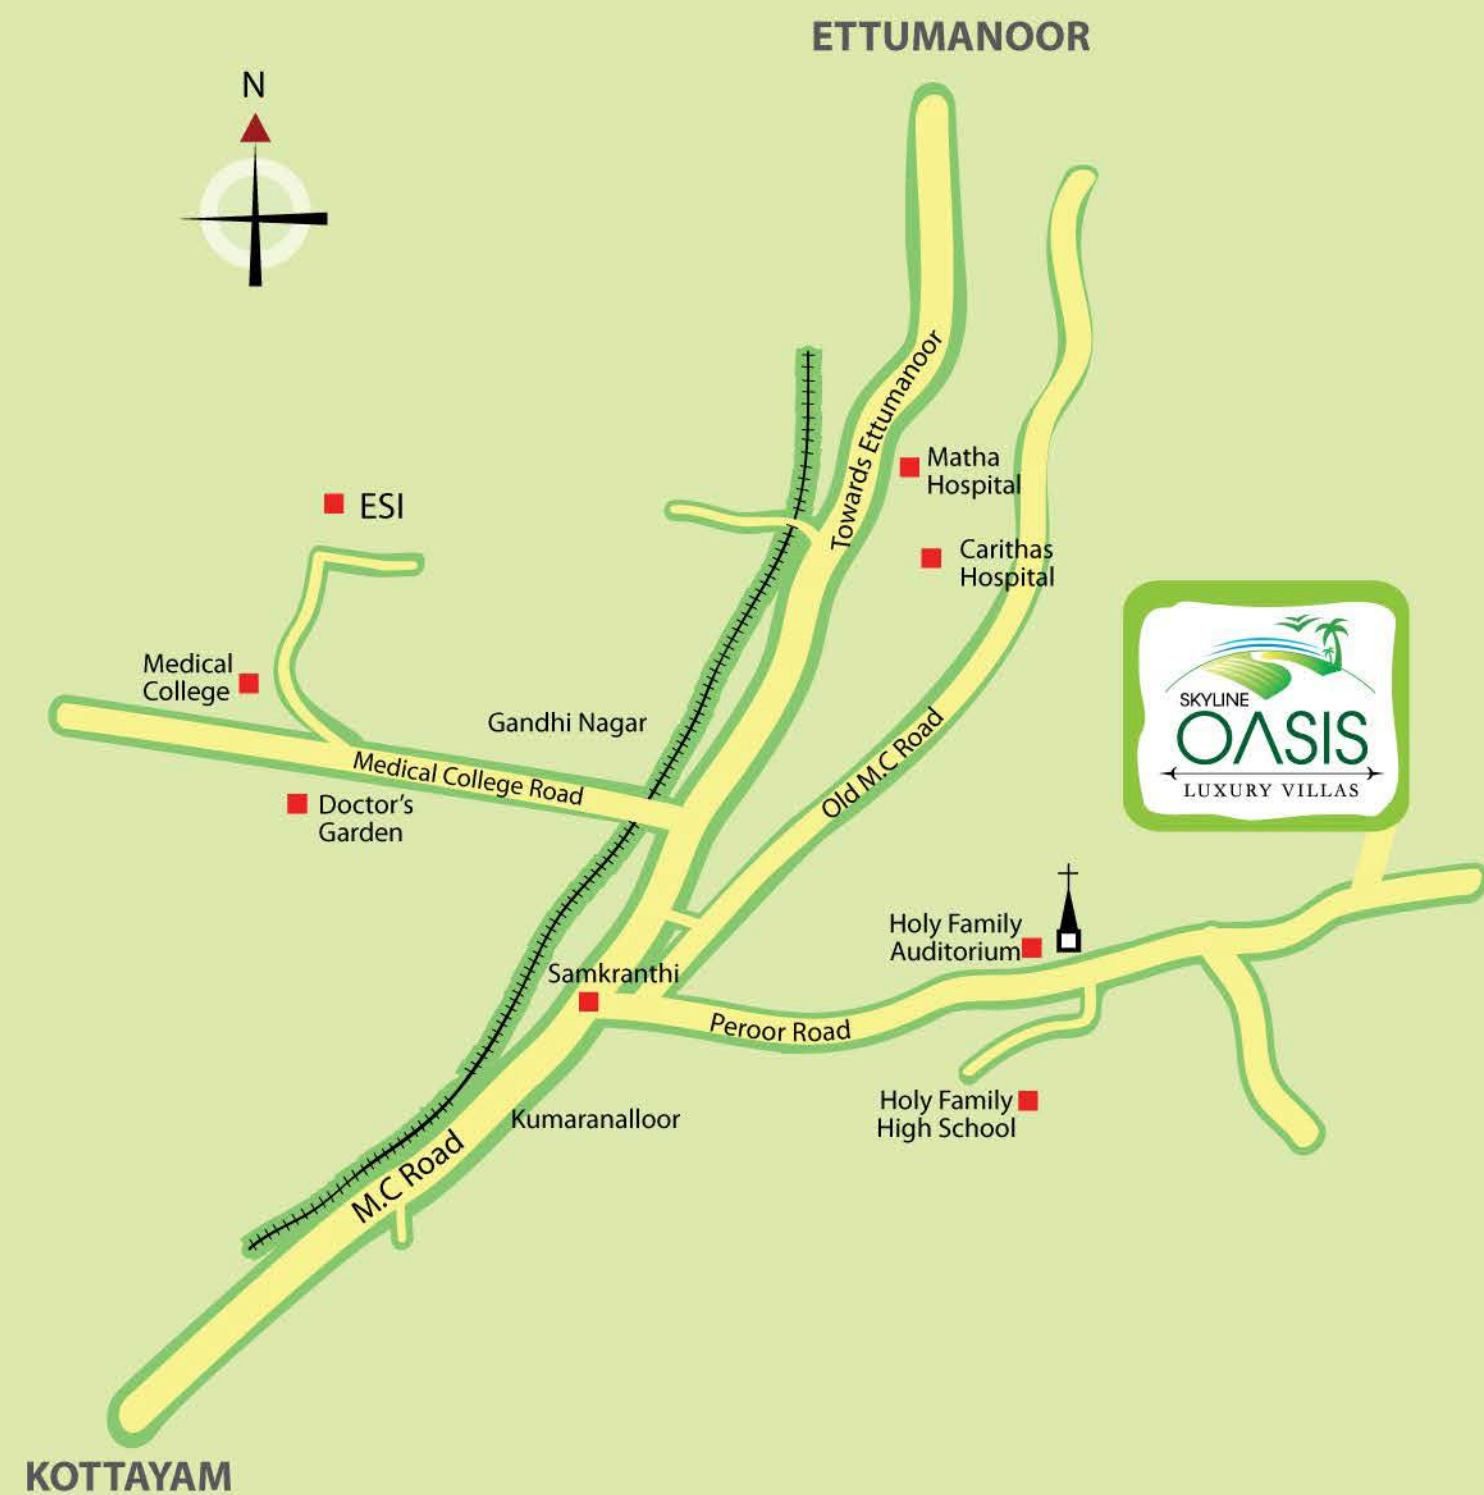 ETTUMANOOR
N
Towards Ettumanoor
Matha
Hospital
ESI
Carithas
Hospital
Medical
College
Gandhi Nagar
SKYLINE
OASIS
LUXURY VILLAS
Old M.C Road
Medical College Road
Doctor's
Garden
Holy Family
Auditorium
Samkranthi
Peroor Road
Holy Family
High School
Kumaranalloor
M.C Road
KOTTAYAM